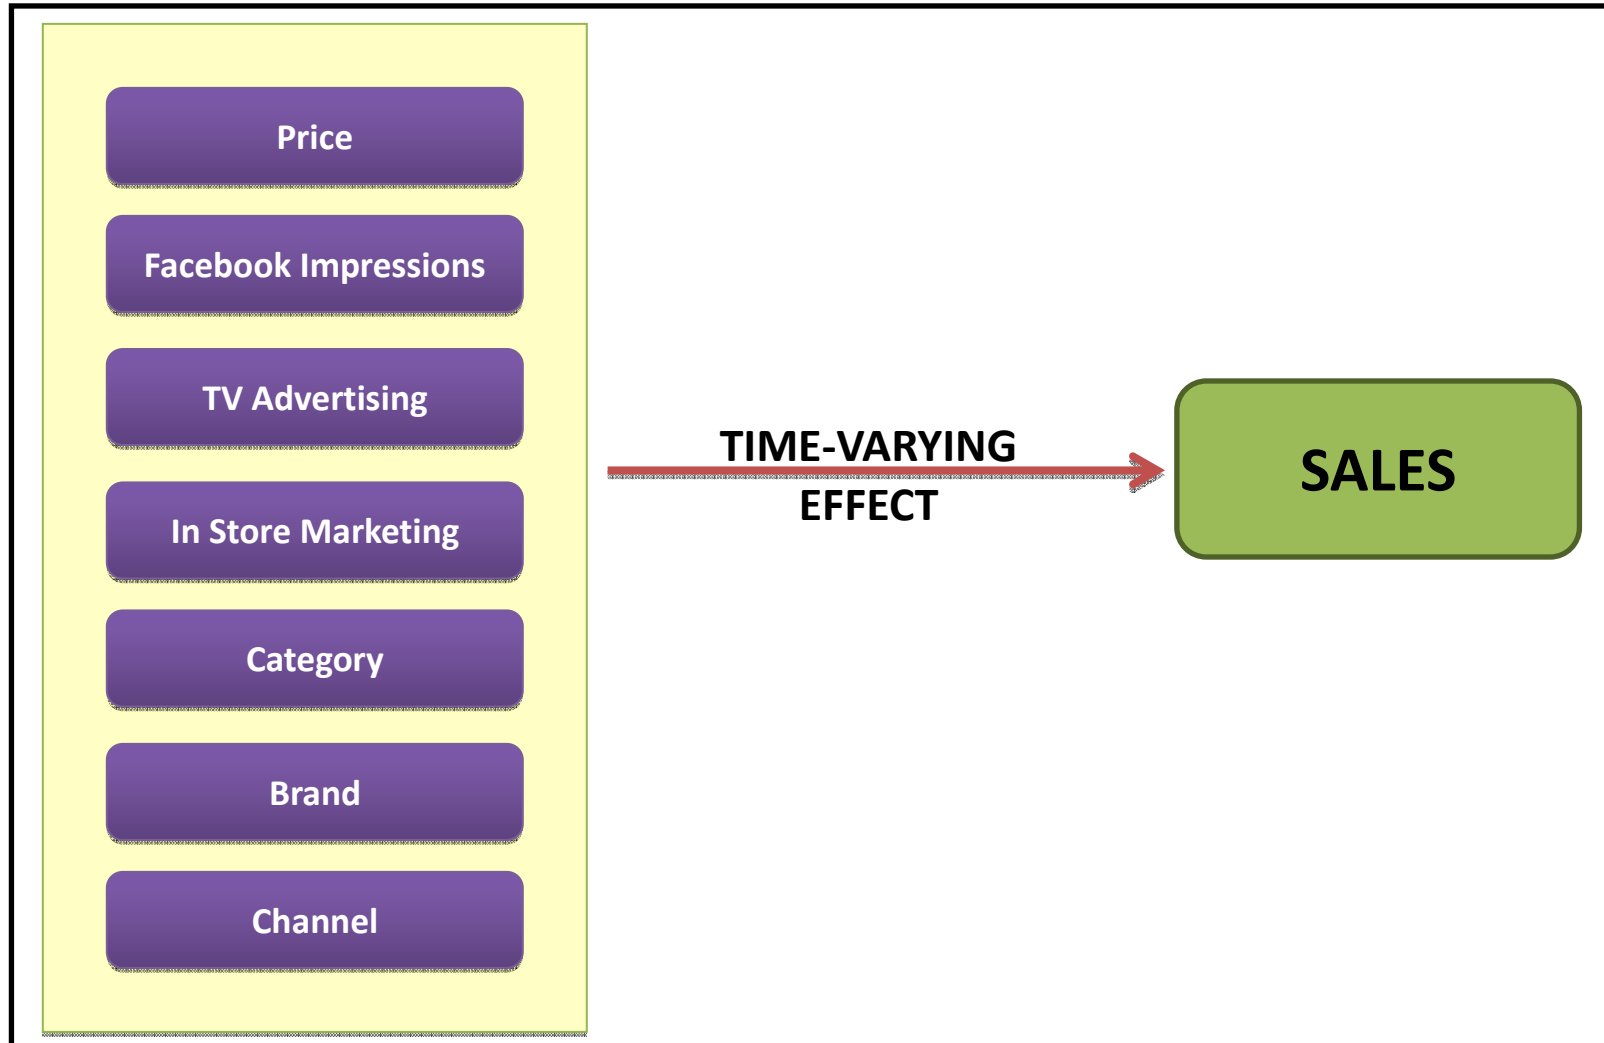 Price
Facebook Impressions
TV Advertising
In Store Marketing
Category
Brand
Channel
TIME-VARYING
EFFECT
SALES